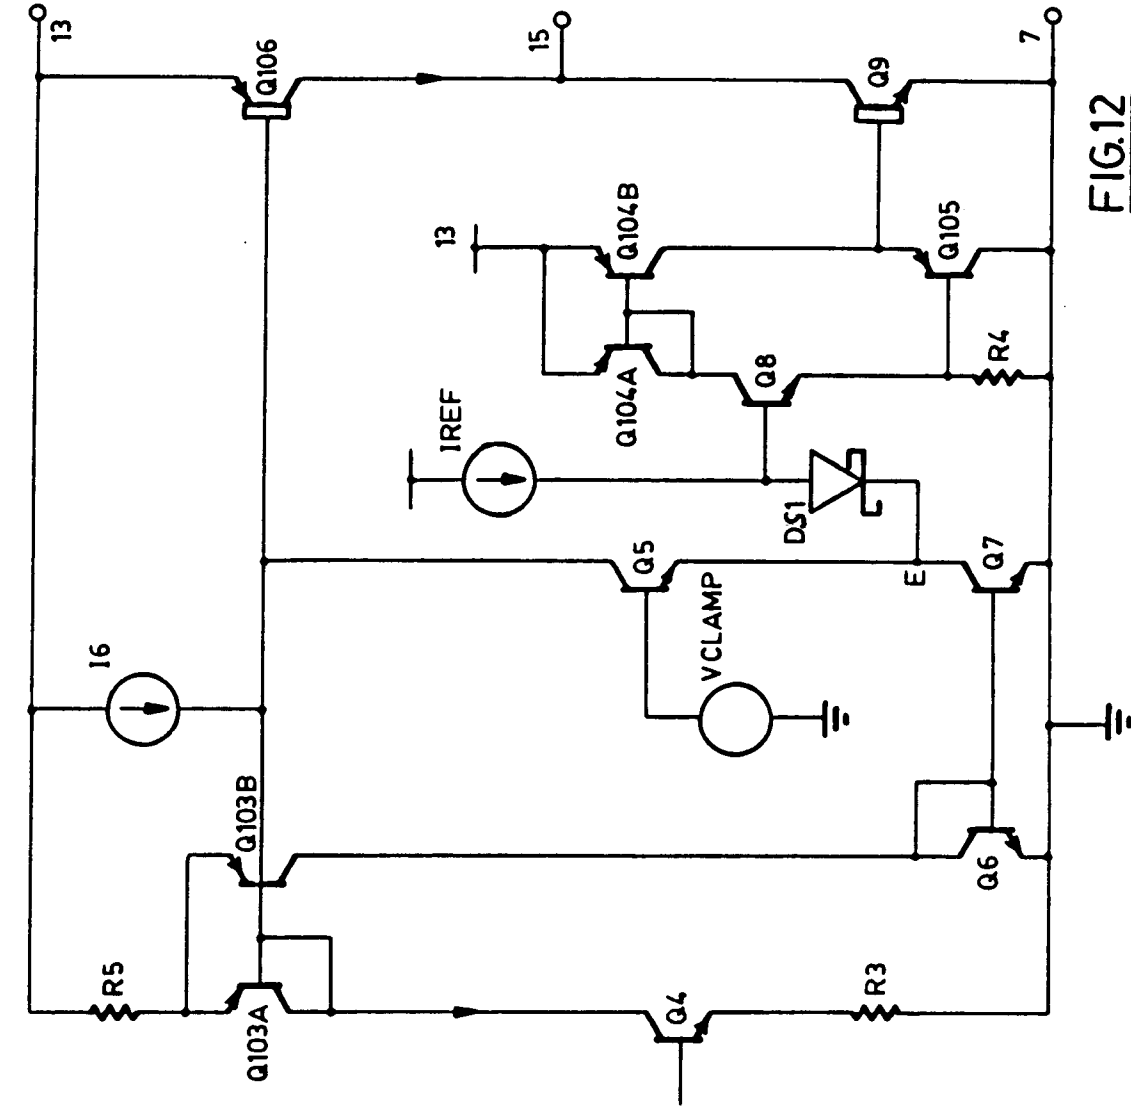 13
15
7
Q106
Q9
FIG.12
13
Q104B
Q105
Q104A
Q8
R4
IREF
DS1
Q5
E
Q7
I6
VCLAMP
Q103B
Q6
R5
Q103A
Q4
R3